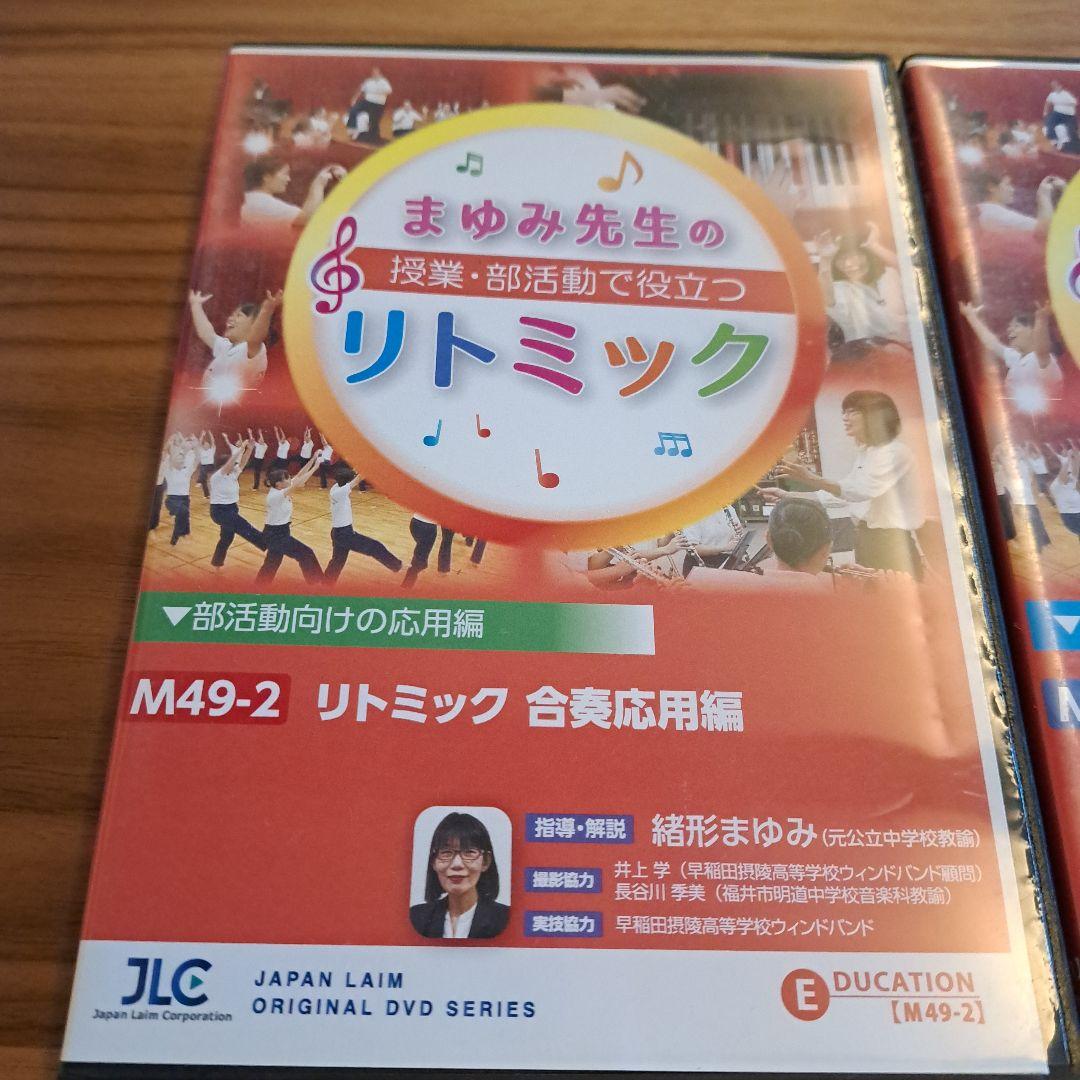 まゆみ先生の
授業・部活動で役立つ
リトミック
▼部活動向けの応用編
M49-2 リトミック 合奏応用編
指導・解説 緒形まゆみ(元公立中学校教諭)
撮影協力 井上 学(早稲田摂陵高等学校ウィンドバンド顧問)
長谷川 季美(福井市明道中学校音楽科教諭)
実技協力 早稲田摂陵高等学校ウィンドバンド
JLC
Japan Laim Corporation
JAPAN LAIM
ORIGINAL DVD SERIES
EDUCATION
【M49-2】